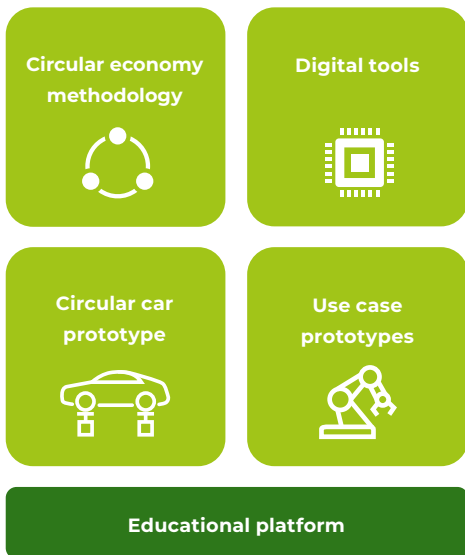 Circular economy
methodology
Digital tools
Circular car
prototype
Use case
prototypes
Educational platform